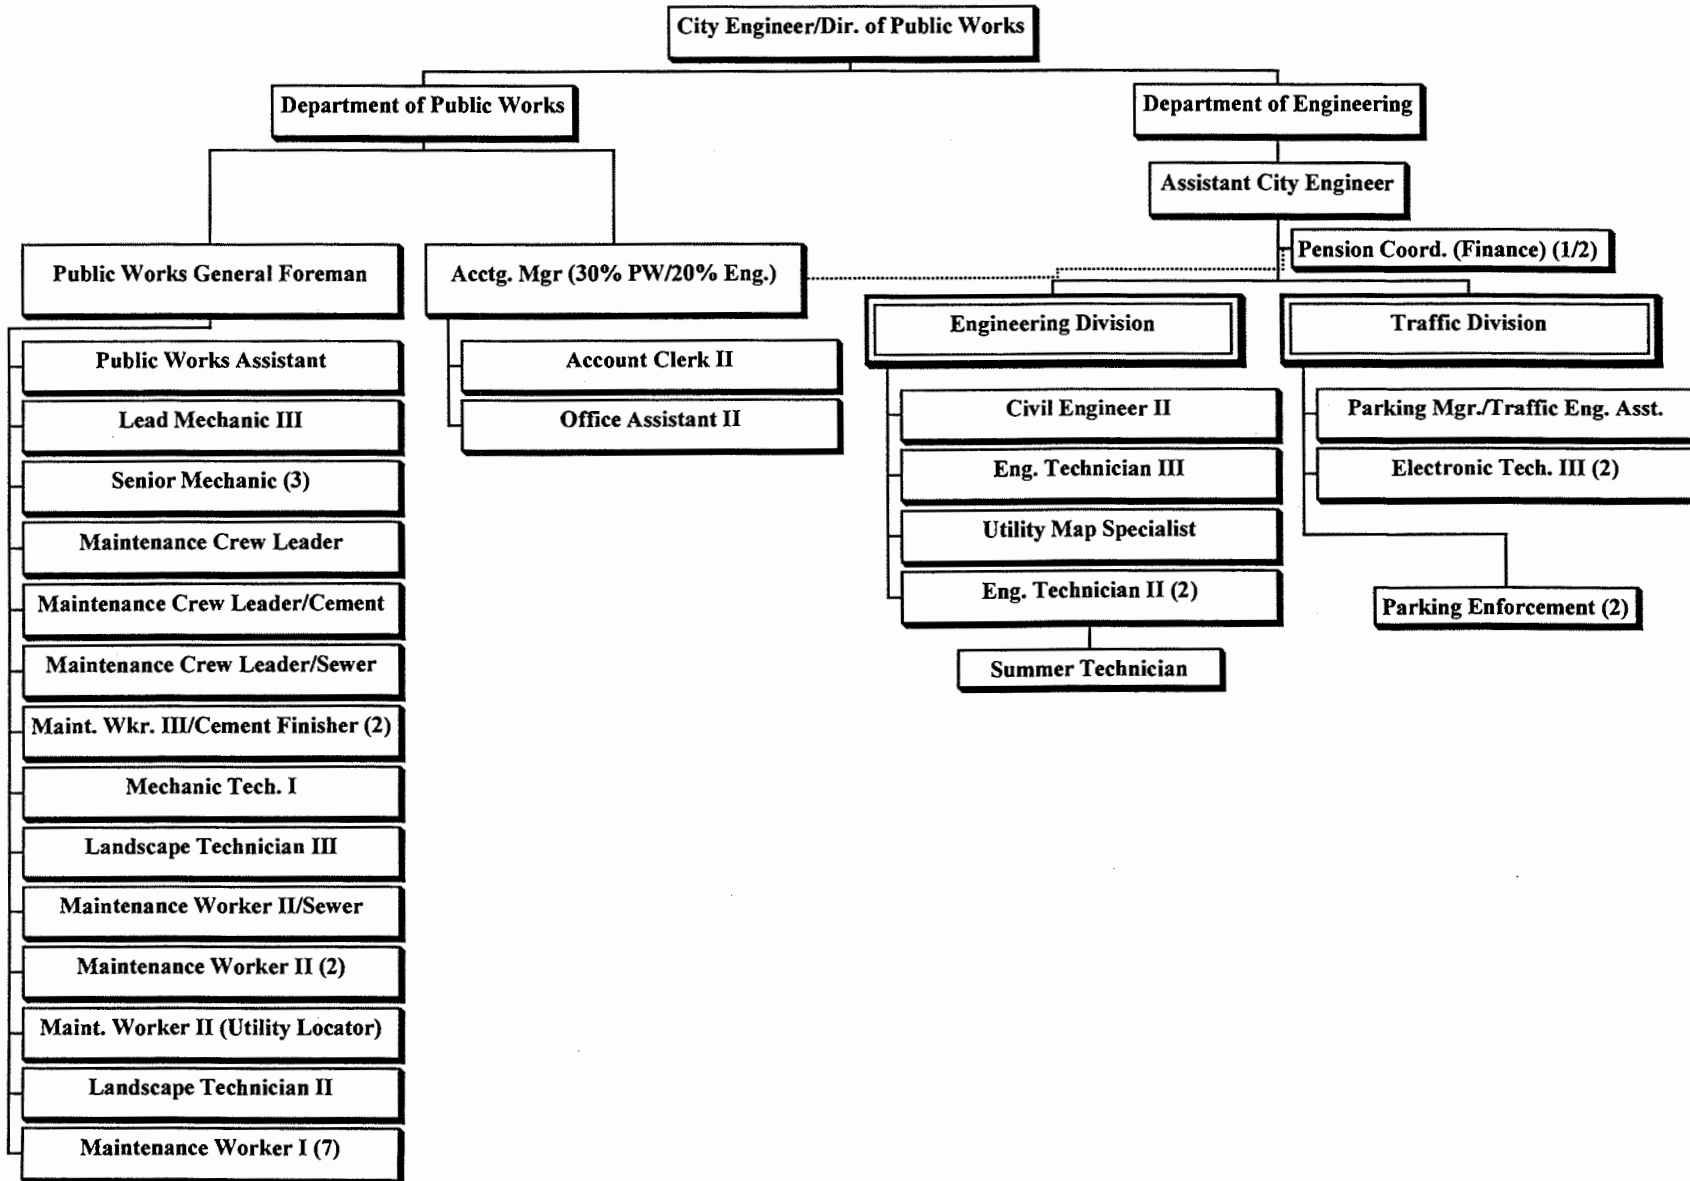 City Engineer/Dir. of Public Works
Department of Public Works
Department of Engineering
Assistant City Engineer
Pension Coord. (Finance) (1/2)
Public Works General Foreman
Acctg. Mgr (30% PW/20% Eng.)
Engineering Division
Traffic Division
Public Works Assistant
Lead Mechanic III
Senior Mechanic (3)
Maintenance Crew Leader
Maintenance Crew Leader/Cement
Maintenance Crew Leader/Sewer
Maint. Wkr. III/Cement Finisher (2)
Mechanic Tech. I
Landscape Technician III
Maintenance Worker II/Sewer
Maintenance Worker II (2)
Maint. Worker II (Utility Locator)
Landscape Technician II
Maintenance Worker I (7)
Account Clerk II
Office Assistant II
Civil Engineer II
Eng. Technician III
Utility Map Specialist
Eng. Technician II (2)
Summer Technician
Parking Mgr./Traffic Eng. Asst.
Electronic Tech. III (2)
Parking Enforcement (2)